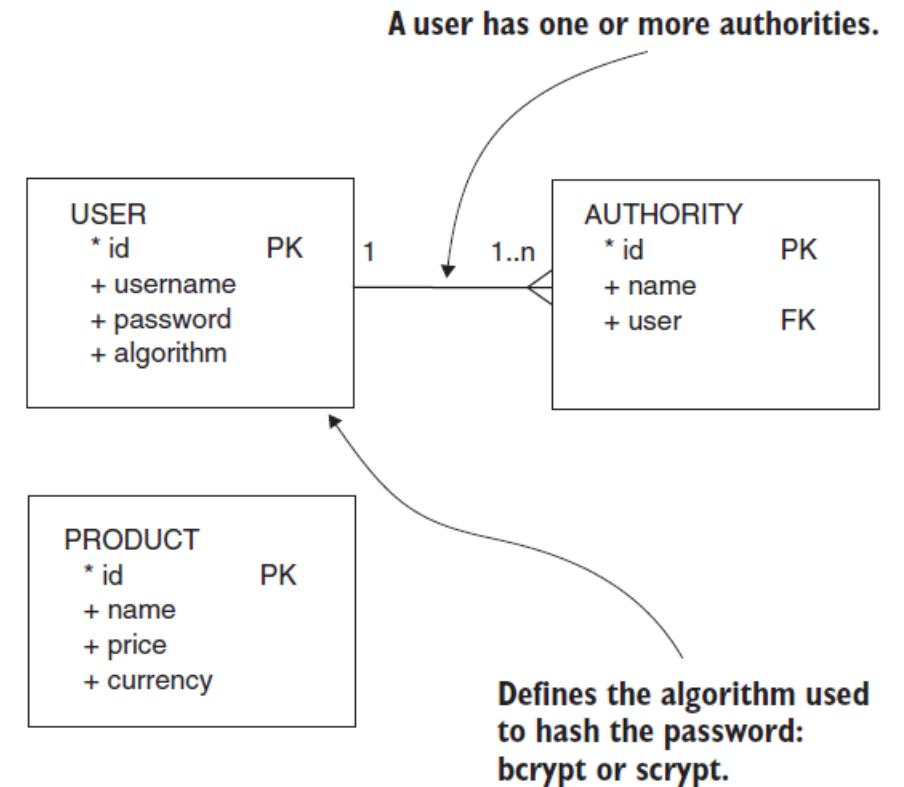 A user has one or more authorities.
USER
* id PK
+ username
+ password
+ algorithm
1 1..n
AUTHORITY
* id PK
+ name
+ user FK
PRODUCT
* id PK
+ name
+ price
+ currency
Defines the algorithm used
to hash the password:
bcrypt or scrypt.